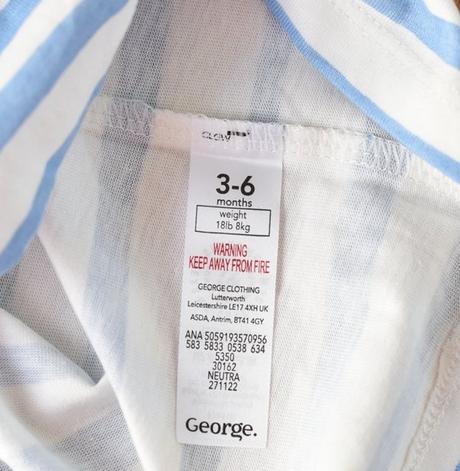 3-6
months
weight
18lb 8kg
WARNING
KEEP AWAY FROM FIRE
GEORGE CLOTHING
Lutterworth
Leicestershire LE17 4XH UK
ASDA, Antrim, BT41 4GY
ANA 5059193570956
583 5833 0538 634
5350
30162
NEUTRA
271122
George.